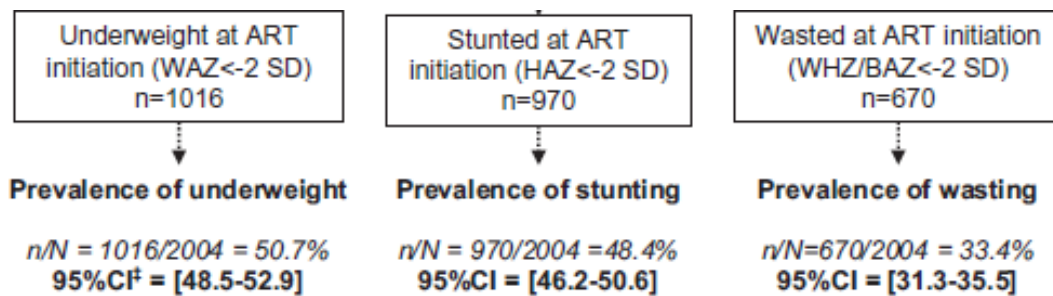 Underweight at ART
initiation (WAZ<-2 SD)
n=1016
Stunted at ART
initiation (HAZ<-2 SD)
n=970
Wasted at ART initiation
(WHZ/BAZ<-2 SD)
n=670
Prevalence of underweight
n/N = 1016/2004 = 50.7%
95%CI‡ = [48.5-52.9]
Prevalence of stunting
n/N = 970/2004 =48.4%
95%CI = [46.2-50.6]
Prevalence of wasting
n/N=670/2004 = 33.4%
95%CI = [31.3-35.5]